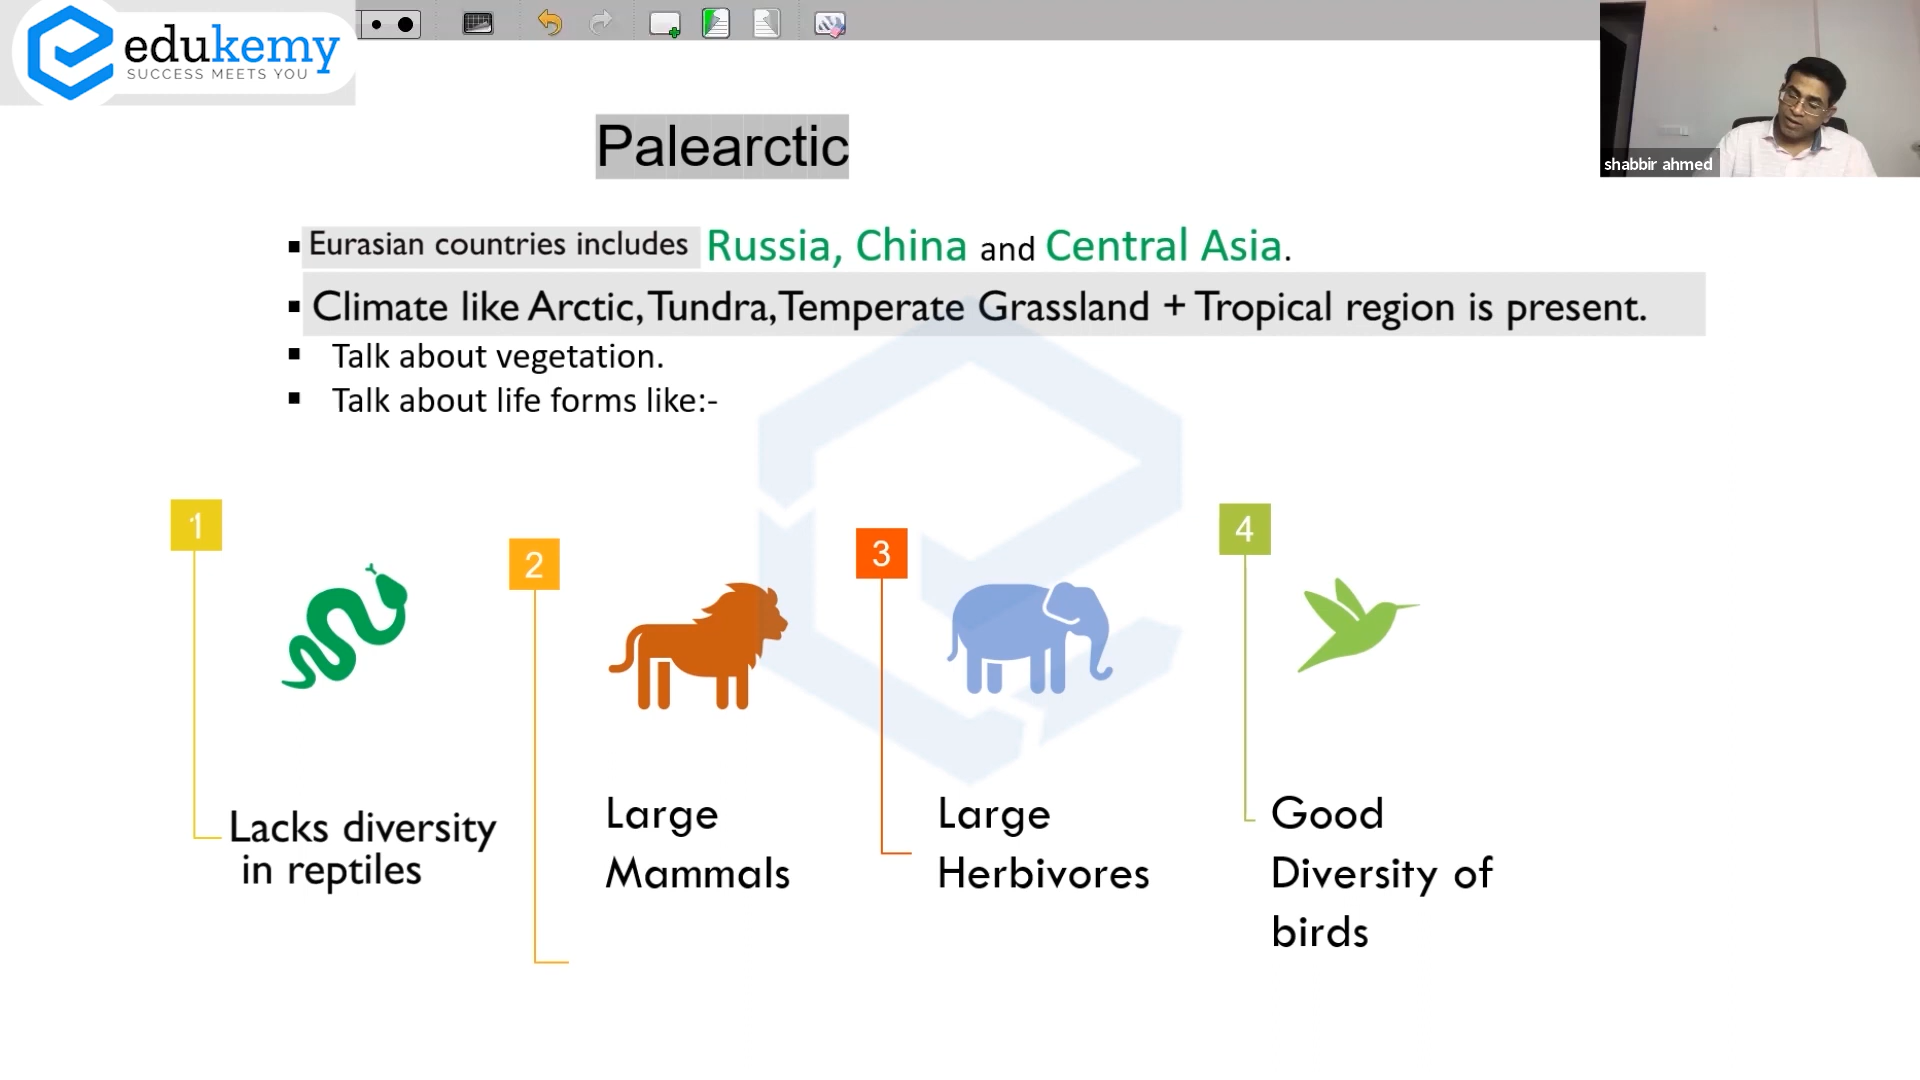 edukemy
SUCCESS MEETS YOU
shabbir ahmed
Palearctic
▪ Eurasian countries includes Russia, China and Central Asia.
▪ Climate like Arctic, Tundra, Temperate Grassland + Tropical region is present.
▪ Talk about vegetation.
▪ Talk about life forms like:-
1
Lacks diversity
in reptiles
2
Large
Mammals
3
Large
Herbivores
4
Good
Diversity of
birds